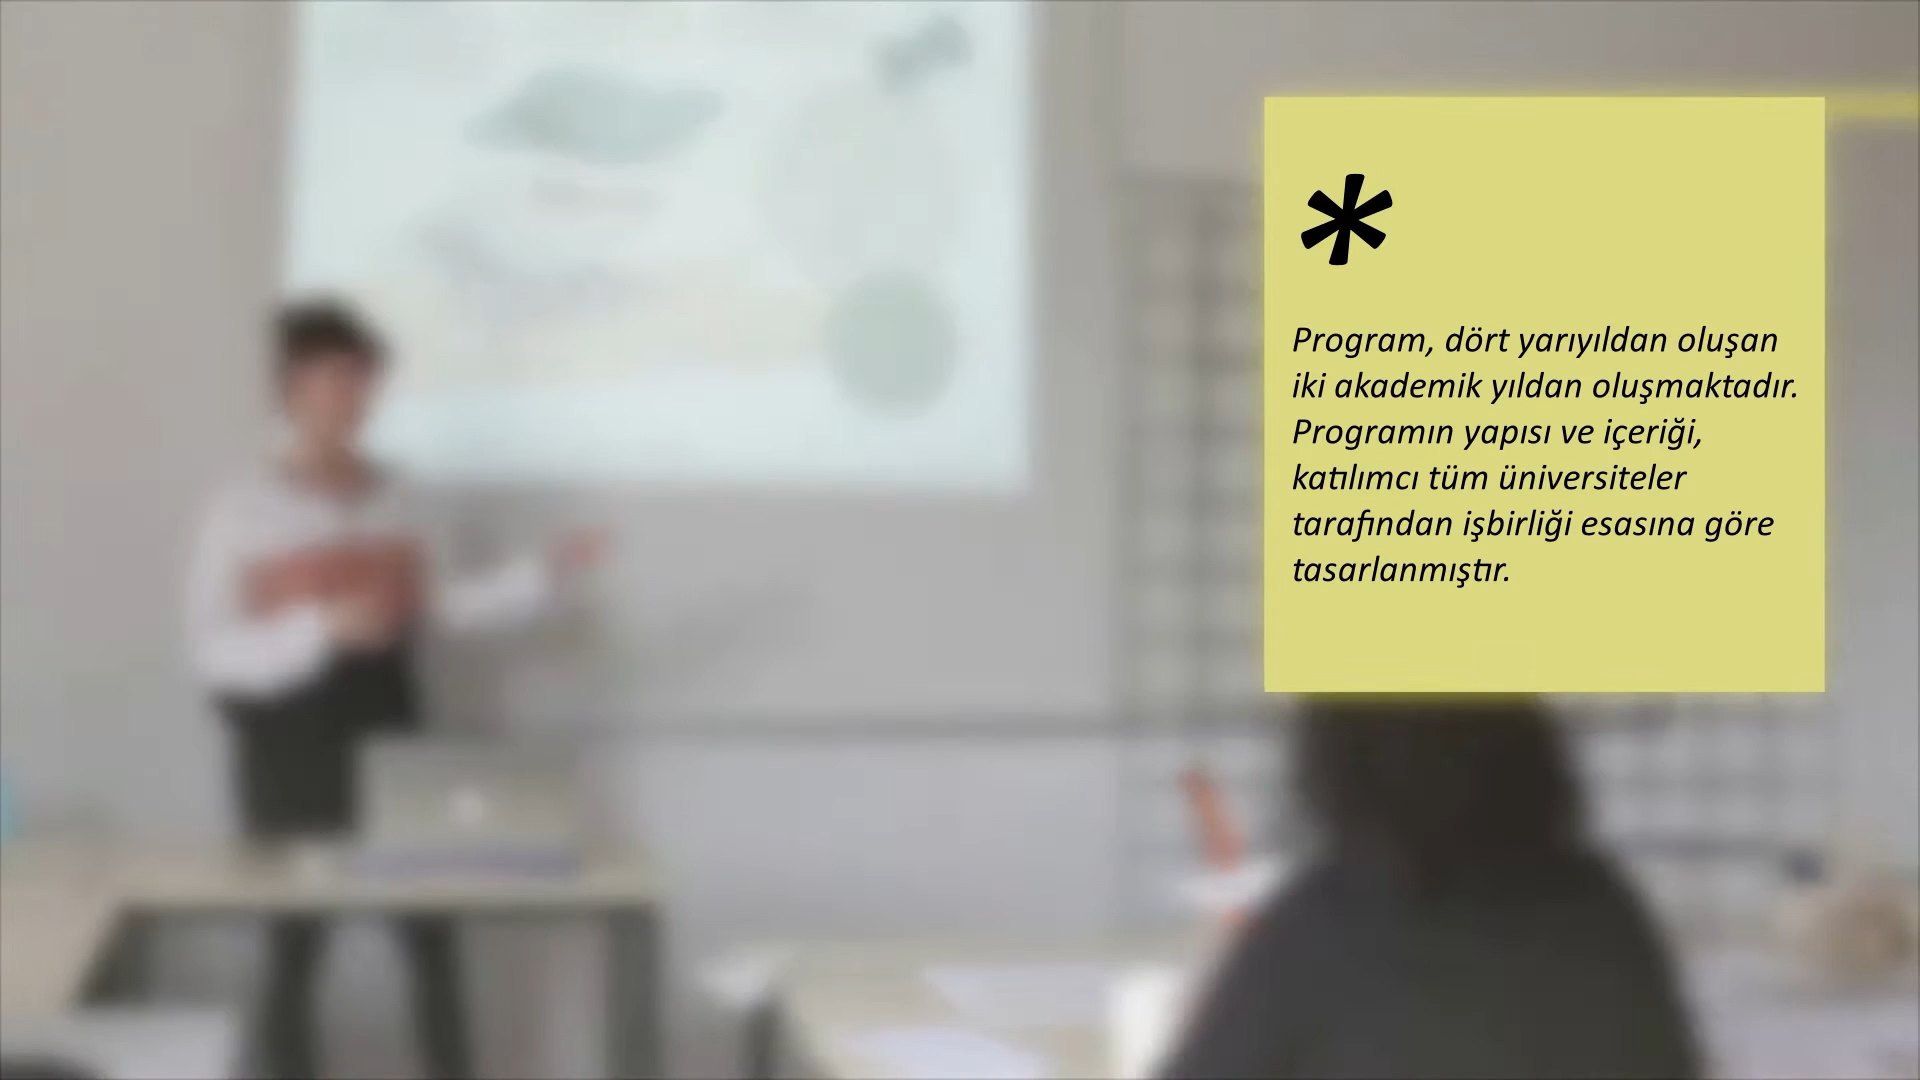 *
Program, dört yarıyıldan oluşan
iki akademik yıldan oluşmaktadır.
Programın yapısı ve içeriği,
katılımcı tüm üniversiteler
tarafından işbirliği esasına göre
tasarlanmıştır.